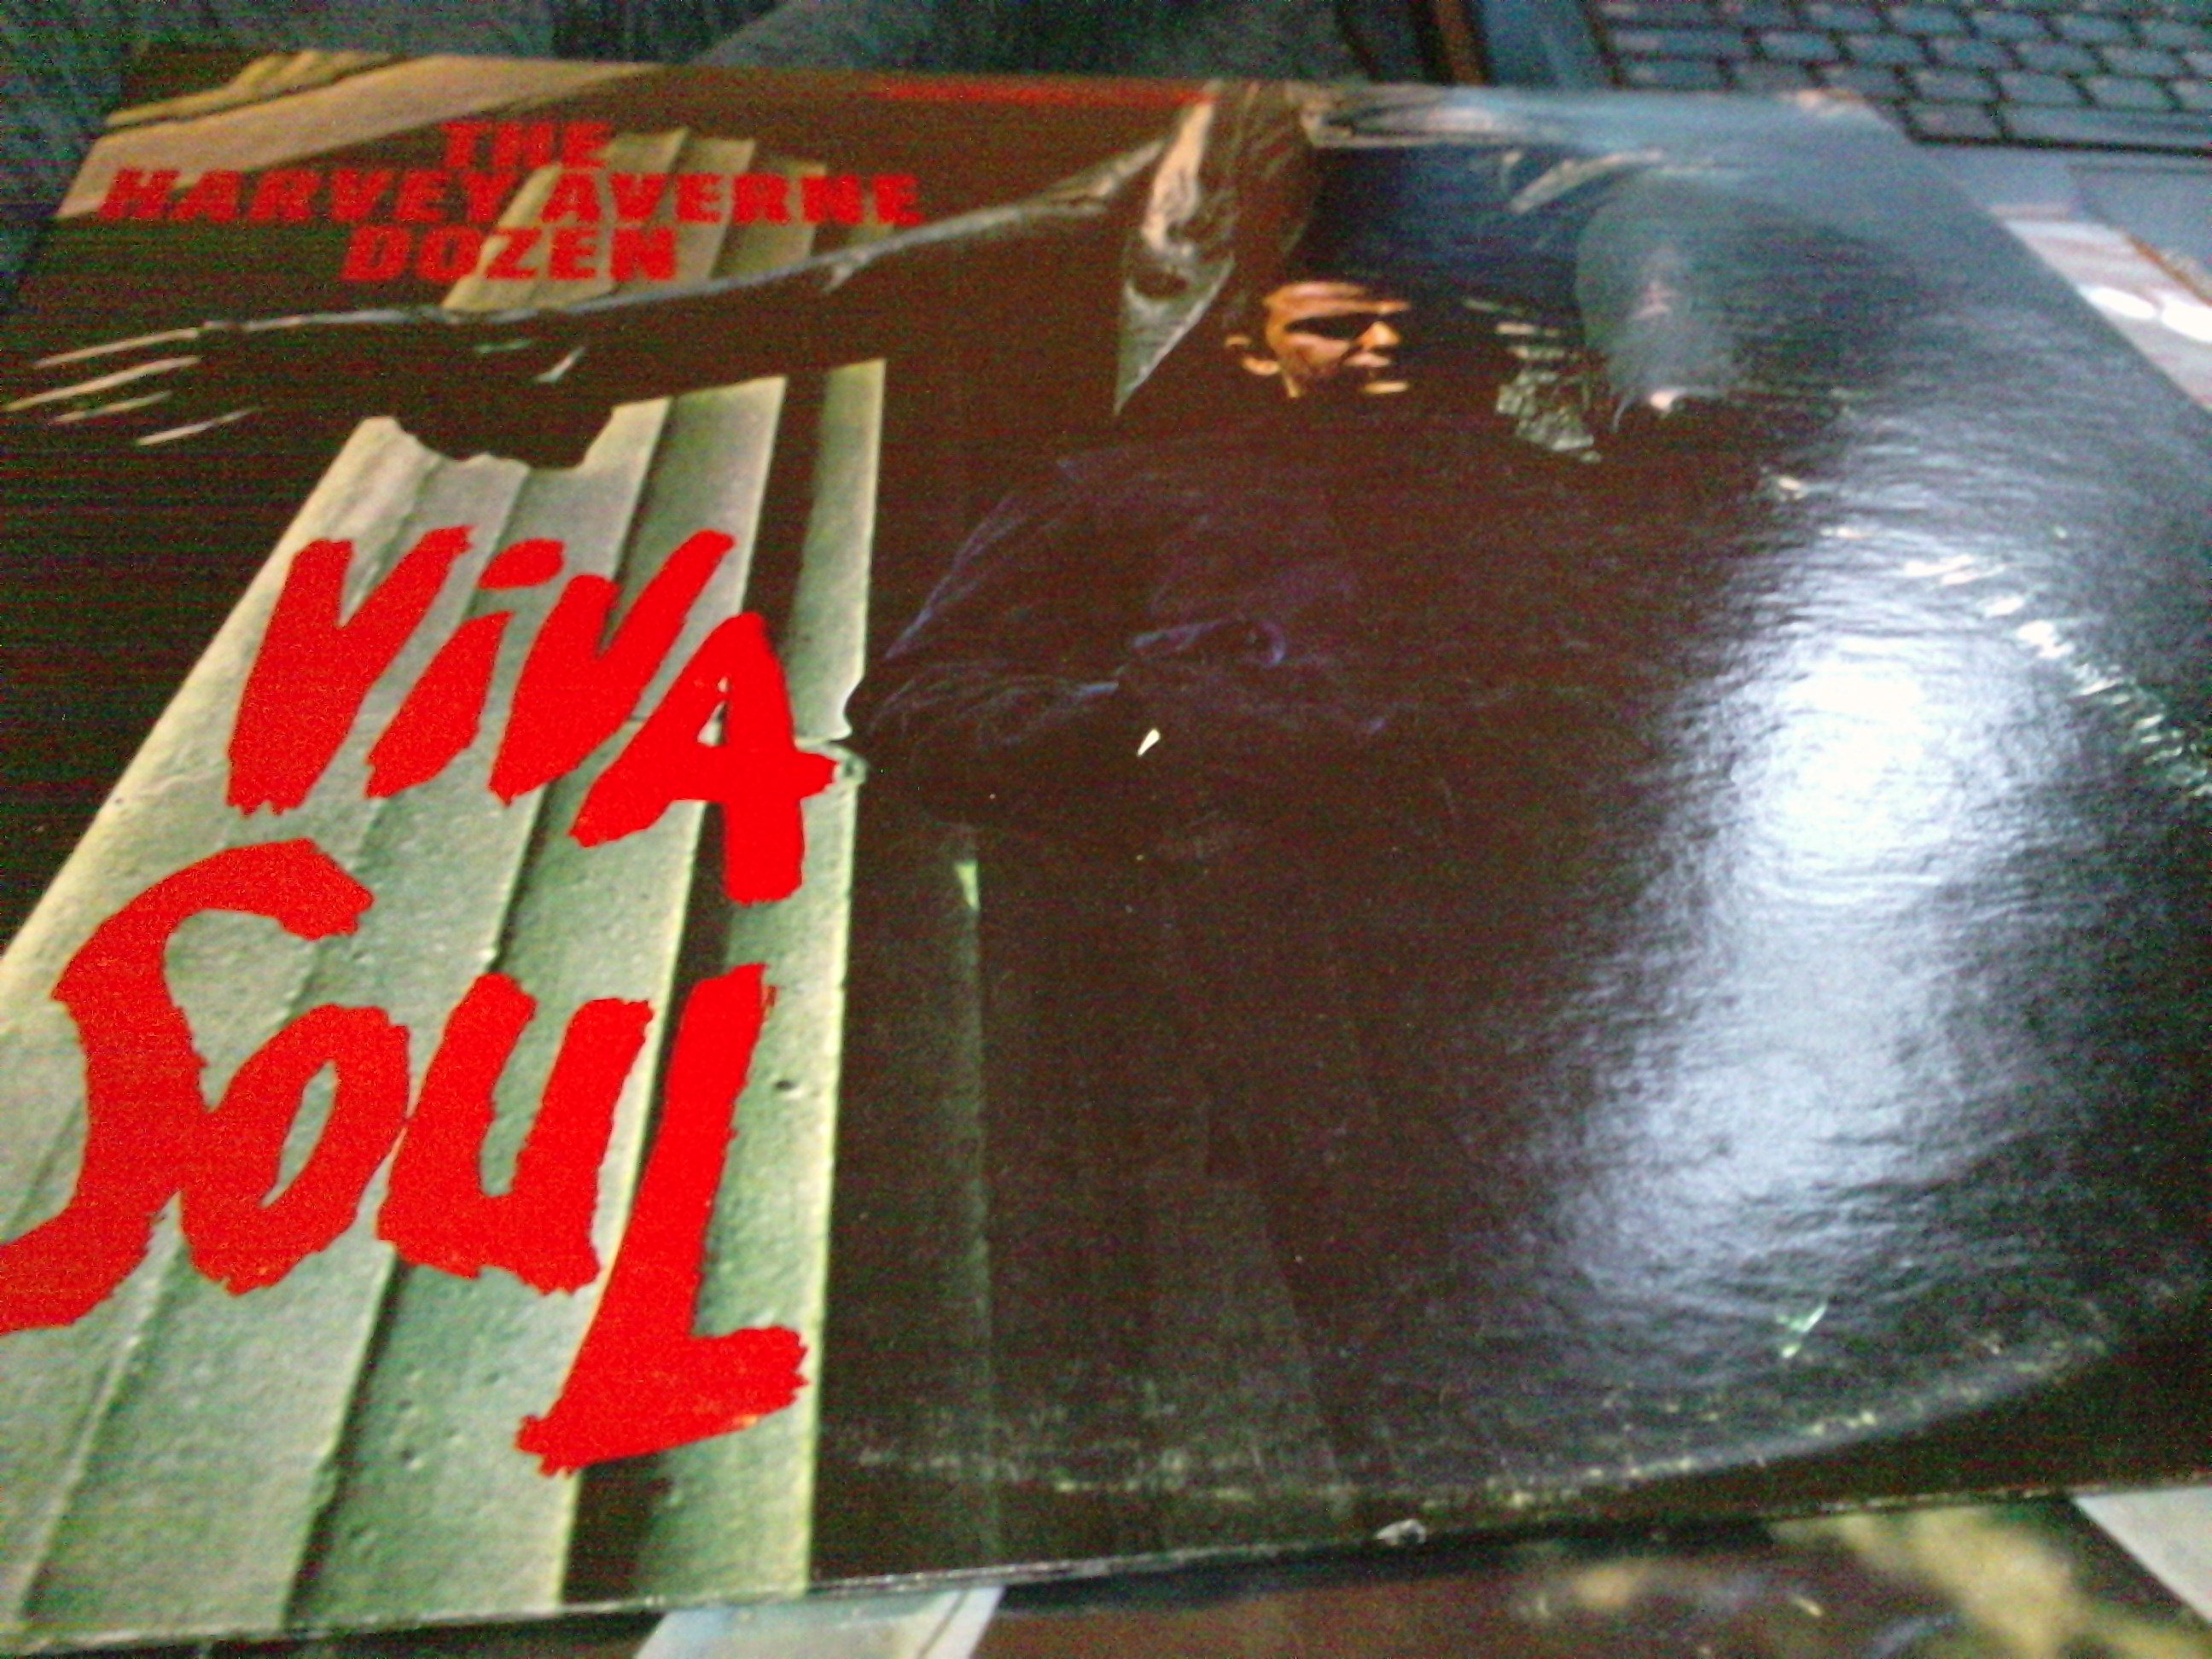 THE
HARVEY AVERNE
DOZEN
ViVA
SouL